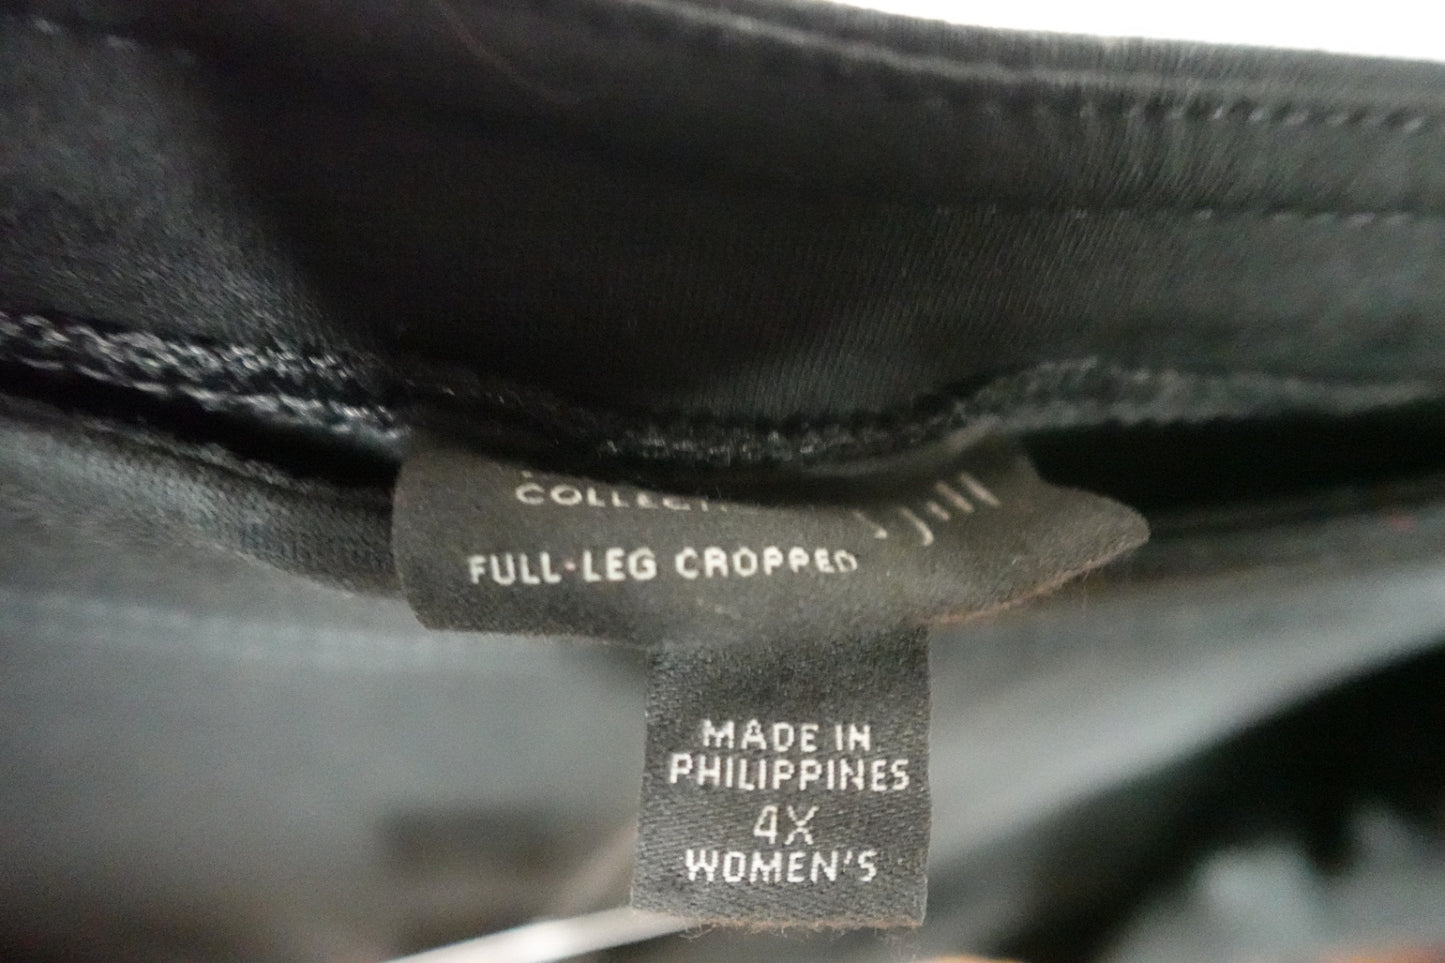 FULL·LEG CROPPED
MADE IN
PHILIPPINES
4X
WOMEN'S